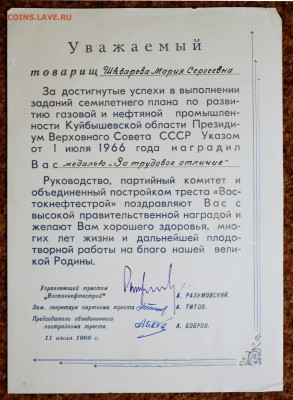 COINS.LAVE.RU
Уважаемый
товарищ Шкварева Мария Сергеевна
За достигнутые успехи в выполнении
заданий семилетнего плана по разви-
тию газовой и нефтяной промышлен-
ности Куйбышевской области Президи-
ум Верховного Совета СССР Указом
от 1 июля 1966 года наградил
Вас медалью „За трудовое отличие"
Руководство, партийный комитет и
объединенный постройком треста «Вос-
токнефтестрой» поздравляют Вас с
высокой правительственной наградой и
желают Вам хорошего здоровья, мно-
гих лет жизни и дальнейшей плодо-
творной работы на благо нашей вели-
кой Родины.
Управляющий трестом
"Востокнефтестрой" А. РАЗУМОВСКИЙ.
Зам. секретаря парткома треста А. ТИТОВ.
Председатель объединенного
постройкома треста. А. БОБРОВ.
11 июля 1966 г.